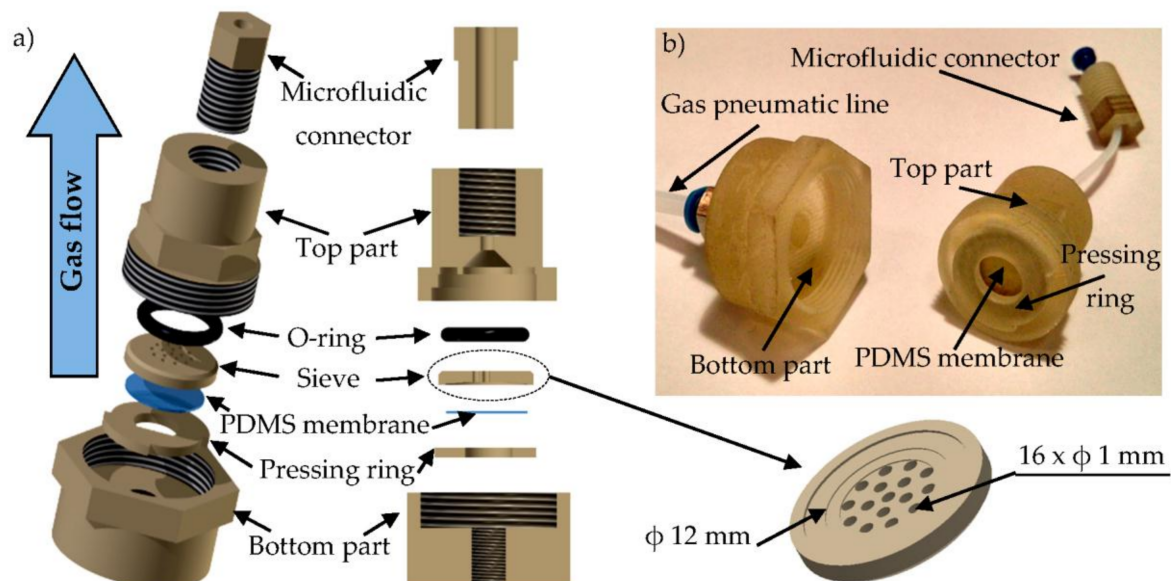 a)
Gas flow
Microfluidic
connector
Top part
O-ring
Sieve
PDMS membrane
Pressing ring
Bottom part
b)
Microfluidic connector
Gas pneumatic line
Top part
Pressing
ring
Bottom part
PDMS membrane
16 x ϕ 1 mm
ϕ 12 mm